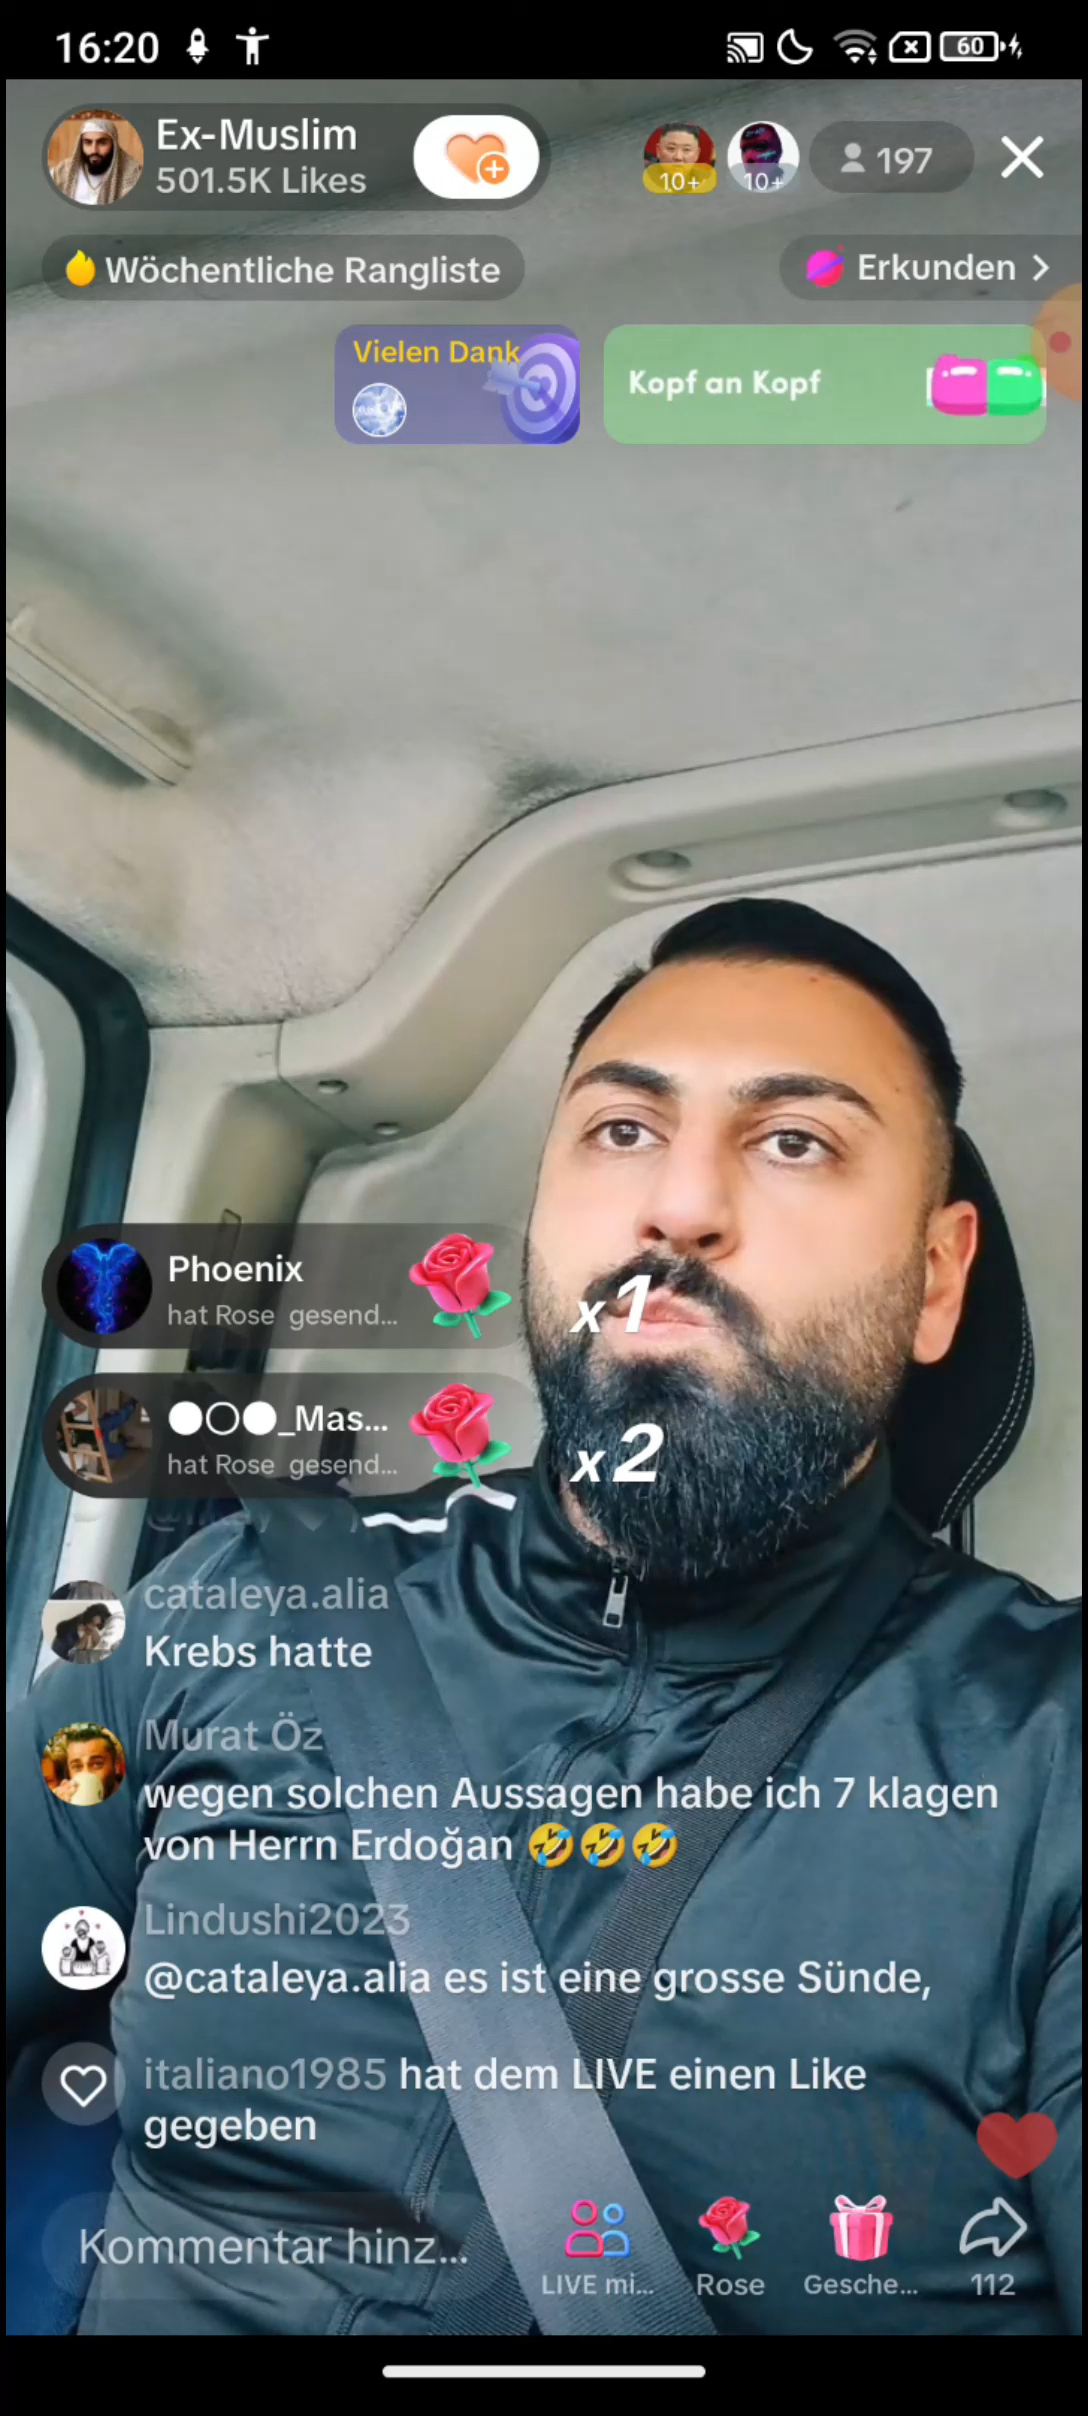 16:20
60
Ex-Muslim
501.5K Likes
10+
10+
197
Wöchentliche Rangliste
Erkunden >
Vielen Dank
Kopf an Kopf
Phoenix
hat Rose gesend...
x1
●○●_Mas...
hat Rose gesend...
x2
cataleya.alia
Krebs hatte
Murat Öz
wegen solchen Aussagen habe ich 7 klagen
von Herrn Erdoğan 🤣🤣🤣
Lindushi2023
@cataleya.alia es ist eine grosse Sünde,
italiano1985 hat dem LIVE einen Like
gegeben
Kommentar hinz...
LIVE mi...
Rose
Gesche...
112